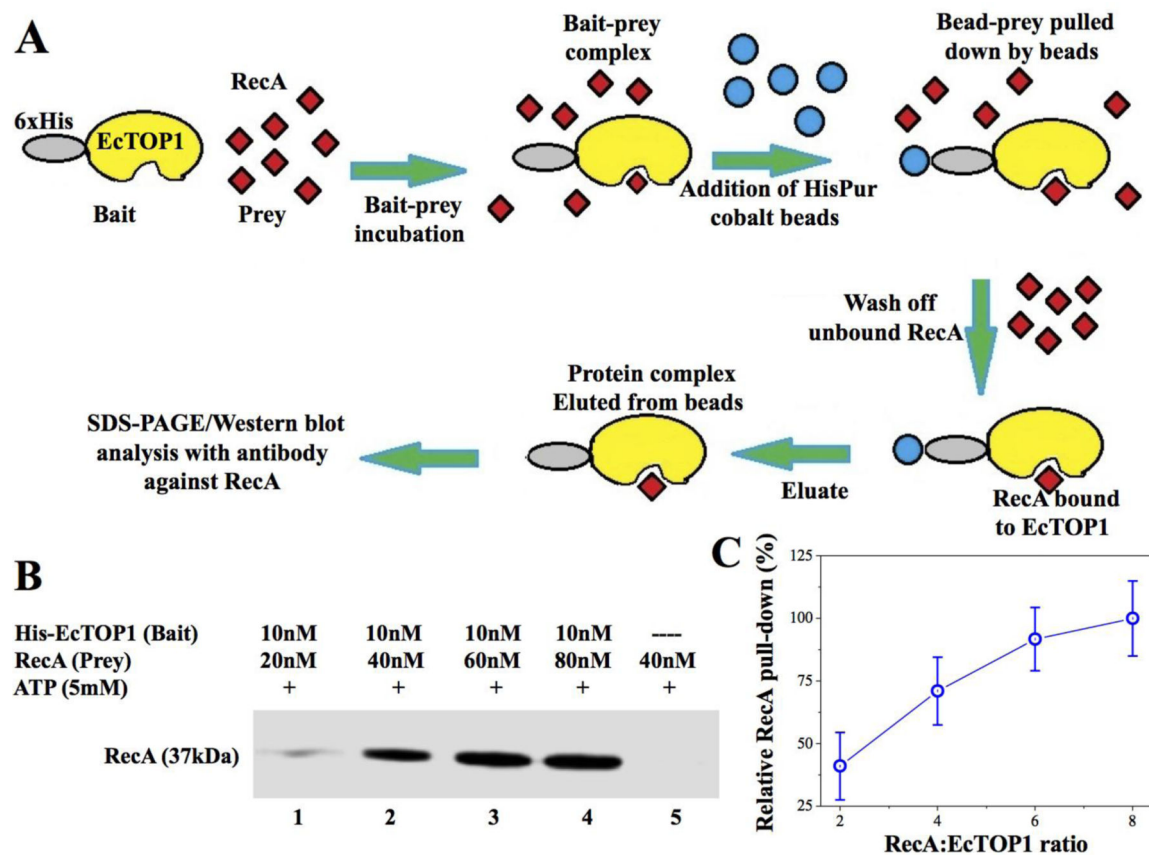 A
Bait-prey
complex
Bead-prey pulled
down by beads
RecA
6xHis
EcTOP1
Bait
Prey
Bait-prey
incubation
Addition of HisPur
cobalt beads
Wash off
unbound RecA
Protein complex
Eluted from beads
SDS-PAGE/Western blot
analysis with antibody
against RecA
Eluate
RecA bound
to EcTOP1
B
His-EcTOP1 (Bait) 10nM 10nM 10nM 10nM ----
RecA (Prey) 20nM 40nM 60nM 80nM 40nM
ATP (5mM) + + + + +
RecA (37kDa)
1 2 3 4 5
C
Relative RecA pull-down (%)
125
100
75
50
25
2 4 6 8
RecA:EcTOP1 ratio